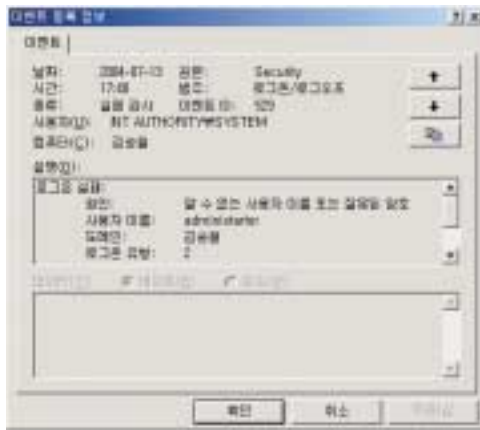 이벤트 등록 정보
이벤트
날짜: 2004-07-13 원본: Security
시간: 17:48 범주: 로그온/로그오프
종류: 실패 감사 이벤트 ID: 529
사용자(U): NT AUTHORITY₩SYSTEM
컴퓨터(C):
설명(D):
로그온 실패:
원인: 알 수 없는 사용자 이름 또는 잘못된 암호
사용자 이름: administrator
도메인:
로그온 유형: 2
확인 취소